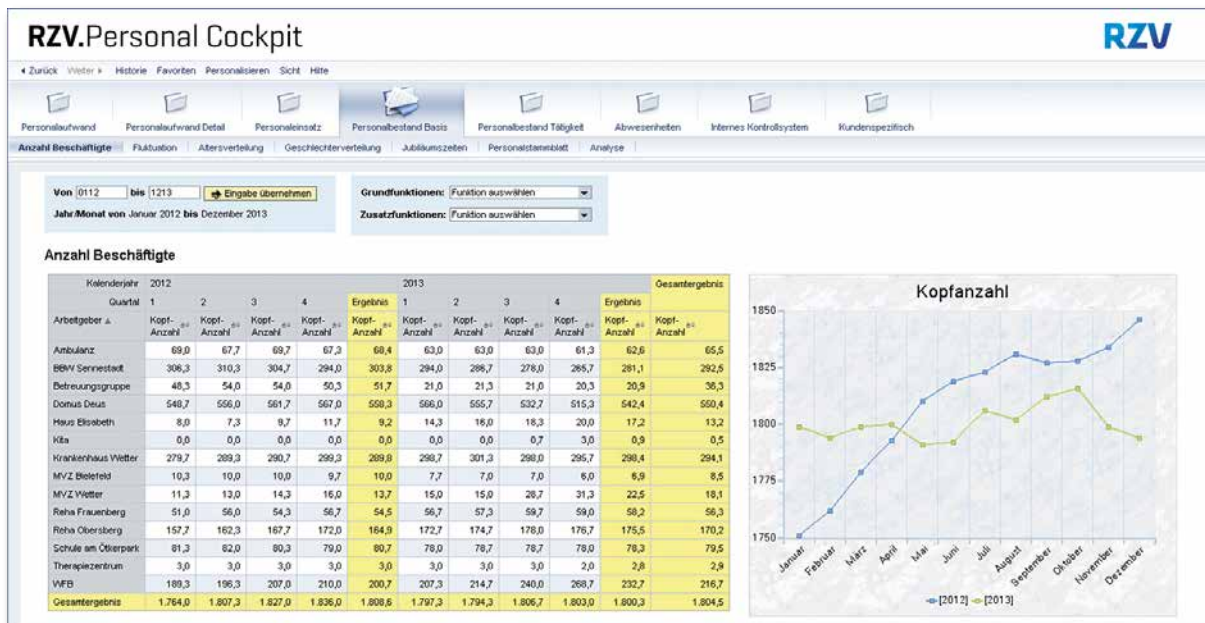 RZV.Personal Cockpit
RZV
Zurück Weiter Historie Favoriten Personalisieren Sicht Hilfe
Personalaufwand Personalaufwand Detail Personaleinsatz Personalbestand Basis Personalbestand Tätigkeit Abwesenheiten Internes Kontrollsystem Kundenspezifisch
Anzahl Beschäftigte Fluktuation Altersverteilung Geschlechterverteilung Jubiläumszeiten Personalstammblatt Analyse
Von 0112 bis 1213 Eingabe übernehmen
Jahr/Monat von Januar 2012 bis Dezember 2013
Grundfunktionen: Funktion auswählen
Zusatzfunktionen: Funktion auswählen
Anzahl Beschäftigte
Kalenderjahr 2012 2013 Gesamtergebnis
Quartal 1 2 3 4 Ergebnis 1 2 3 4 Ergebnis
Arbeitgeber Kopf-Anzahl Kopf-Anzahl Kopf-Anzahl Kopf-Anzahl Kopf-Anzahl Kopf-Anzahl Kopf-Anzahl Kopf-Anzahl Kopf-Anzahl Kopf-Anzahl Kopf-Anzahl
Ambulanz 69,0 67,7 69,7 67,3 68,4 63,0 63,0 63,0 61,3 62,6 65,5
BBW Sennestadt 306,3 310,3 304,7 294,0 303,8 294,0 286,7 278,0 265,7 281,1 292,5
Betreuungsgruppe 48,3 54,0 54,0 50,3 51,7 21,0 21,3 21,0 20,3 20,9 36,3
Domus Deus 548,7 556,0 561,7 567,0 558,3 566,0 555,7 532,7 515,3 542,4 550,4
Haus Elisabeth 8,0 7,3 9,7 11,7 9,2 14,3 16,0 18,3 20,0 17,2 13,2
Kita 0,0 0,0 0,0 0,0 0,0 0,0 0,0 0,7 3,0 0,9 0,5
Krankenhaus Wetter 279,7 289,3 290,7 299,3 289,8 298,7 301,3 298,0 295,7 298,4 294,1
MVZ Bielefeld 10,3 10,0 10,0 9,7 10,0 7,7 7,0 7,0 6,0 6,9 8,5
MVZ Wetter 11,3 13,0 14,3 16,0 13,7 15,0 15,0 28,7 31,3 22,5 18,1
Reha Frauenberg 51,0 56,0 54,3 56,7 54,5 56,7 57,3 59,7 59,0 58,2 56,3
Reha Obersberg 157,7 162,3 167,7 172,0 164,9 172,7 174,7 178,0 176,7 175,5 170,2
Schule am Ötkerpark 81,3 82,0 80,3 79,0 80,7 78,0 78,7 78,7 78,0 78,3 79,5
Therapiezentrum 3,0 3,0 3,0 3,0 3,0 3,0 3,0 3,0 2,0 2,8 2,9
WFB 189,3 196,3 207,0 210,0 200,7 207,3 214,7 240,0 268,7 232,7 216,7
Gesamtergebnis 1.764,0 1.807,3 1.827,0 1.836,0 1.808,6 1.797,3 1.794,3 1.806,7 1.803,0 1.800,3 1.804,5
Kopfanzahl
1850
1825
1800
1775
1750
Januar Februar März April Mai Juni Juli August September Oktober November Dezember
[2012] [2013]